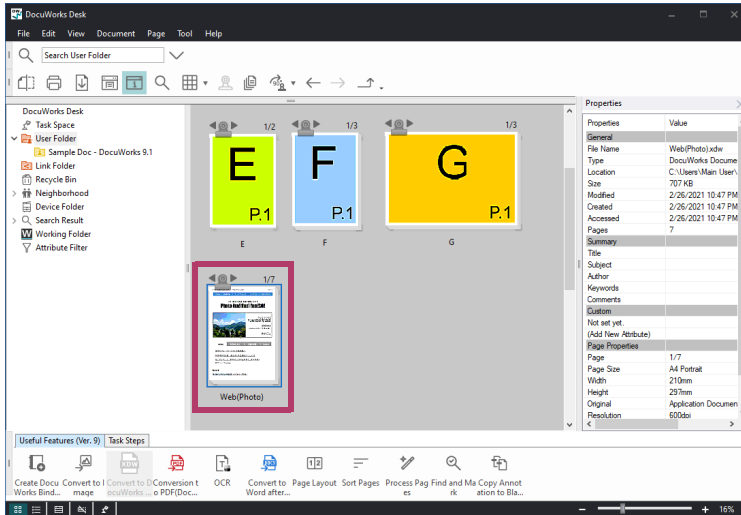 DocuWorks Desk
File Edit View Document Page Tool Help
Search User Folder
DocuWorks Desk
Task Space
User Folder
Sample Doc - DocuWorks 9.1
Link Folder
Recycle Bin
Neighborhood
Device Folder
Search Result
Working Folder
Attribute Filter
1/2 1/3 1/3
E F G
P.1 P.1 P.1
E F G
1/7
Web(Photo)
Properties
Properties Value
General
File Name Web(Photo).xdw
Type DocuWorks Docume
Location C:\Users\Main User\
Size 707 KB
Modified 2/26/2021 10:47 PM
Created 2/26/2021 10:47 PM
Accessed 2/26/2021 10:47 PM
Pages 7
Summary
Title
Subject
Author
Keywords
Comments
Custom
Not set yet.
(Add New Attribute)
Page Properties
Page 1/7
Page Size A4 Portrait
Width 210mm
Height 297mm
Original Application Documen
Resolution 600dpi
Useful Features (Ver. 9) Task Steps
Create Docu Convert to I Convert to D Conversion t OCR Convert to Page Layout Sort Pages Process Pag Find and Ma Copy Annot
Works Bind... mage ocuWorks ... o PDF(Doc... Word after... es rk ation to Bla...
16%